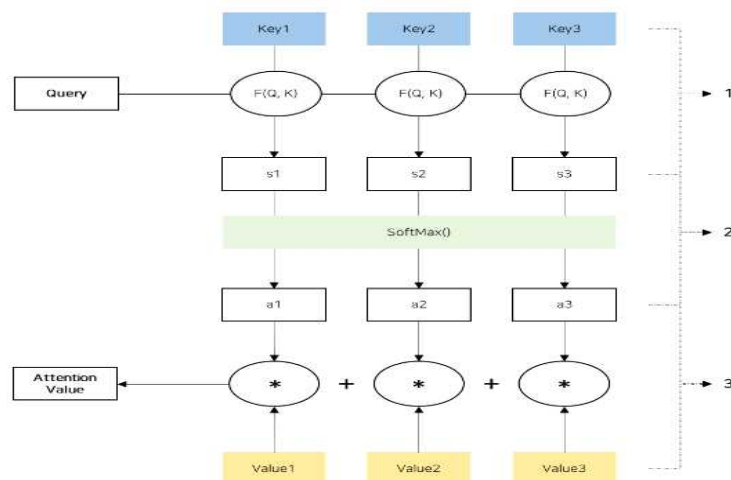 Key1 Key2 Key3
Query F(Q, K) F(Q, K) F(Q, K) 1
s1 s2 s3
SoftMax() 2
a1 a2 a3
Attention
Value * + * + * 3
Value1 Value2 Value3